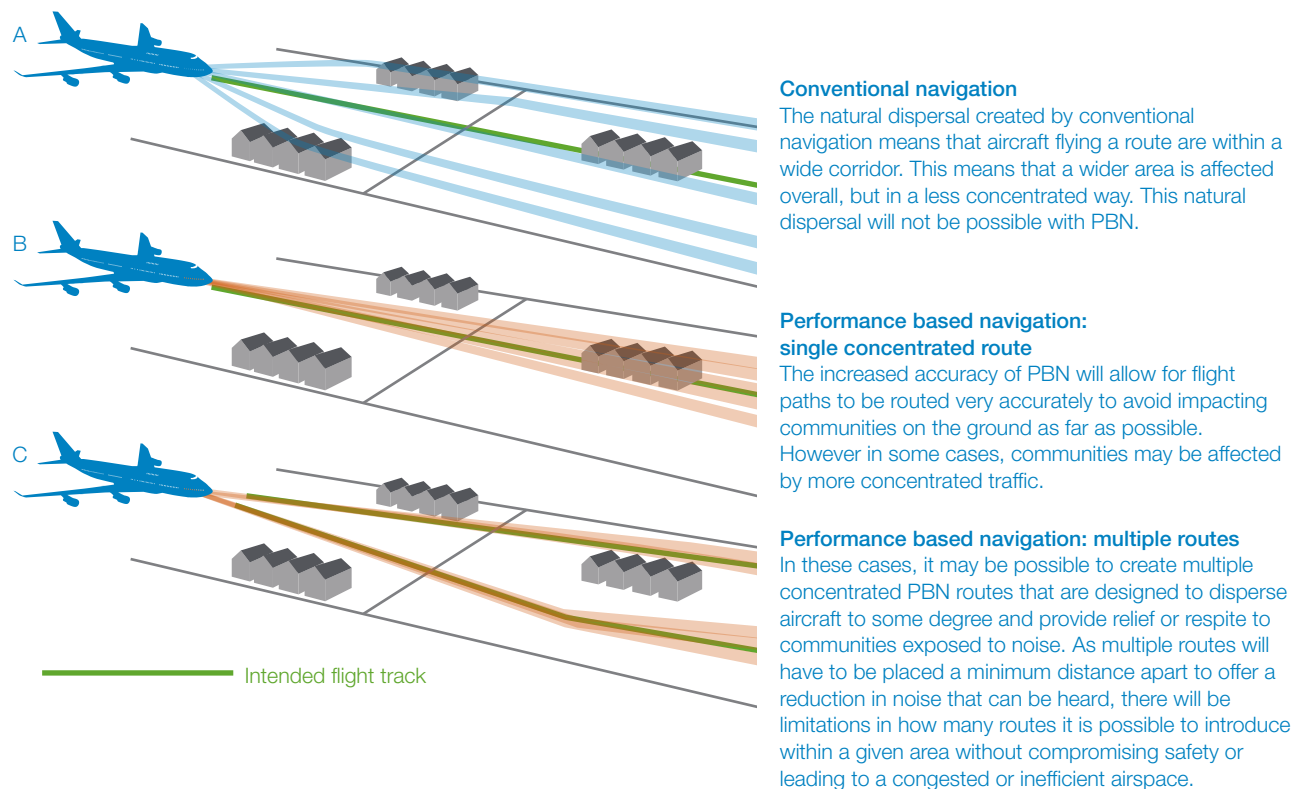 A
Conventional navigation
The natural dispersal created by conventional
navigation means that aircraft flying a route are within a
wide corridor. This means that a wider area is affected
overall, but in a less concentrated way. This natural
dispersal will not be possible with PBN.
B
Performance based navigation:
single concentrated route
The increased accuracy of PBN will allow for flight
paths to be routed very accurately to avoid impacting
communities on the ground as far as possible.
However in some cases, communities may be affected
by more concentrated traffic.
C
Performance based navigation: multiple routes
In these cases, it may be possible to create multiple
concentrated PBN routes that are designed to disperse
aircraft to some degree and provide relief or respite to
communities exposed to noise. As multiple routes will
have to be placed a minimum distance apart to offer a
reduction in noise that can be heard, there will be
limitations in how many routes it is possible to introduce
within a given area without compromising safety or
leading to a congested or inefficient airspace.
Intended flight track